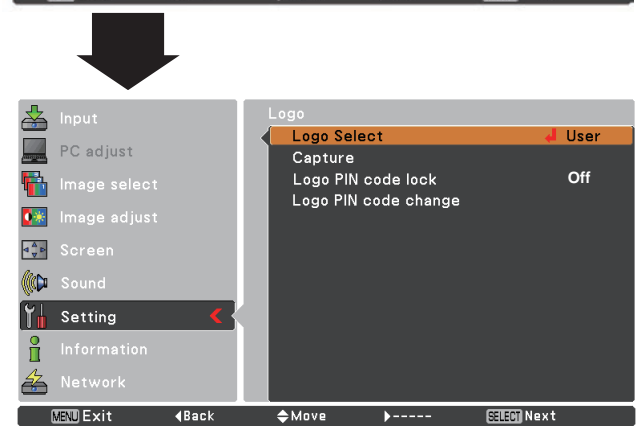 Input
PC adjust
Image select
Image adjust
Screen
Sound
Setting
Information
Network
Logo
Logo Select User
Capture
Logo PIN code lock Off
Logo PIN code change
MENU Exit Back Move ----- SELECT Next